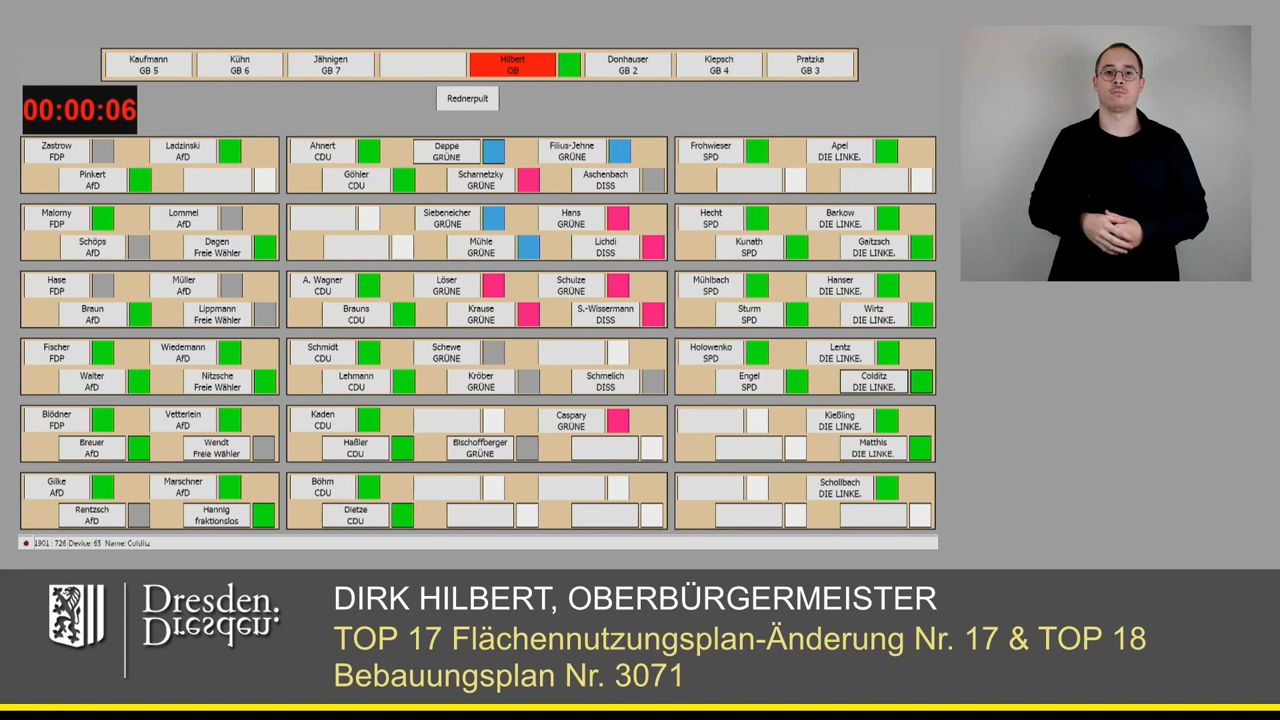 Kaufmann
GB 5
Kühn
GB 6
Jähnigen
GB 7
Hilbert
OB
Donhauser
GB 2
Klepsch
GB 4
Pratzka
GB 3
00:00:06
Rednerpult
Zastrow
FDP
Ladzinski
AfD
Pinkert
AfD
Malorny
FDP
Lommel
AfD
Schöps
AfD
Dagen
Freie Wähler
Hase
FDP
Müller
AfD
Braun
AfD
Lippmann
Freie Wähler
Fischer
FDP
Wiedemann
AfD
Walter
AfD
Nitzsche
Freie Wähler
Blödner
FDP
Vetterlein
AfD
Breuer
AfD
Wendt
Freie Wähler
Gilke
AfD
Marschner
AfD
Rentzsch
AfD
Hannig
fraktionslos
Ahnert
CDU
Deppe
GRÜNE
Filius-Jehne
GRÜNE
Göhler
CDU
Scharnetzky
GRÜNE
Aschenbach
DISS
Siebeneicher
GRÜNE
Hans
GRÜNE
Mühle
GRÜNE
Lichdi
DISS
A. Wagner
CDU
Löser
GRÜNE
Schulze
GRÜNE
Brauns
CDU
Krause
GRÜNE
S.-Wissermann
DISS
Schmidt
CDU
Schewe
GRÜNE
Lehmann
CDU
Kröber
GRÜNE
Schmelich
DISS
Kaden
CDU
Caspary
GRÜNE
Haßler
CDU
Bischoffberger
GRÜNE
Böhm
CDU
Dietze
CDU
Frohwieser
SPD
Apel
DIE LINKE.
Hecht
SPD
Barkow
DIE LINKE.
Kunath
SPD
Gaitzsch
DIE LINKE.
Mühlbach
SPD
Hanser
DIE LINKE.
Sturm
SPD
Wirtz
DIE LINKE.
Holowenko
SPD
Lentz
DIE LINKE.
Engel
SPD
Colditz
DIE LINKE.
Kießling
DIE LINKE.
Matthis
DIE LINKE.
Schollbach
DIE LINKE.
1901 : 726 Device: 65 Name: Colditz
Dresden.
Dresden.
DIRK HILBERT, OBERBÜRGERMEISTER
TOP 17 Flächennutzungsplan-Änderung Nr. 17 & TOP 18
Bebauungsplan Nr. 3071